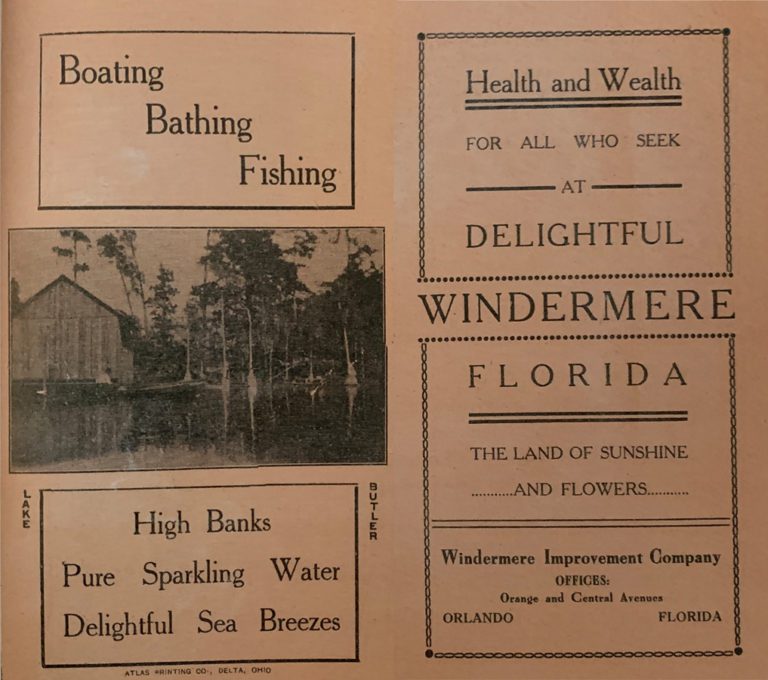 Boating
Bathing
Fishing
LAKE
BUTLER
High Banks
Pure Sparkling Water
Delightful Sea Breezes
ATLAS PRINTING CO., DELTA, OHIO
Health and Wealth
FOR ALL WHO SEEK
AT
DELIGHTFUL
WINDERMERE
FLORIDA
THE LAND OF SUNSHINE
...........AND FLOWERS...........
Windermere Improvement Company
OFFICES:
Orange and Central Avenues
ORLANDO FLORIDA